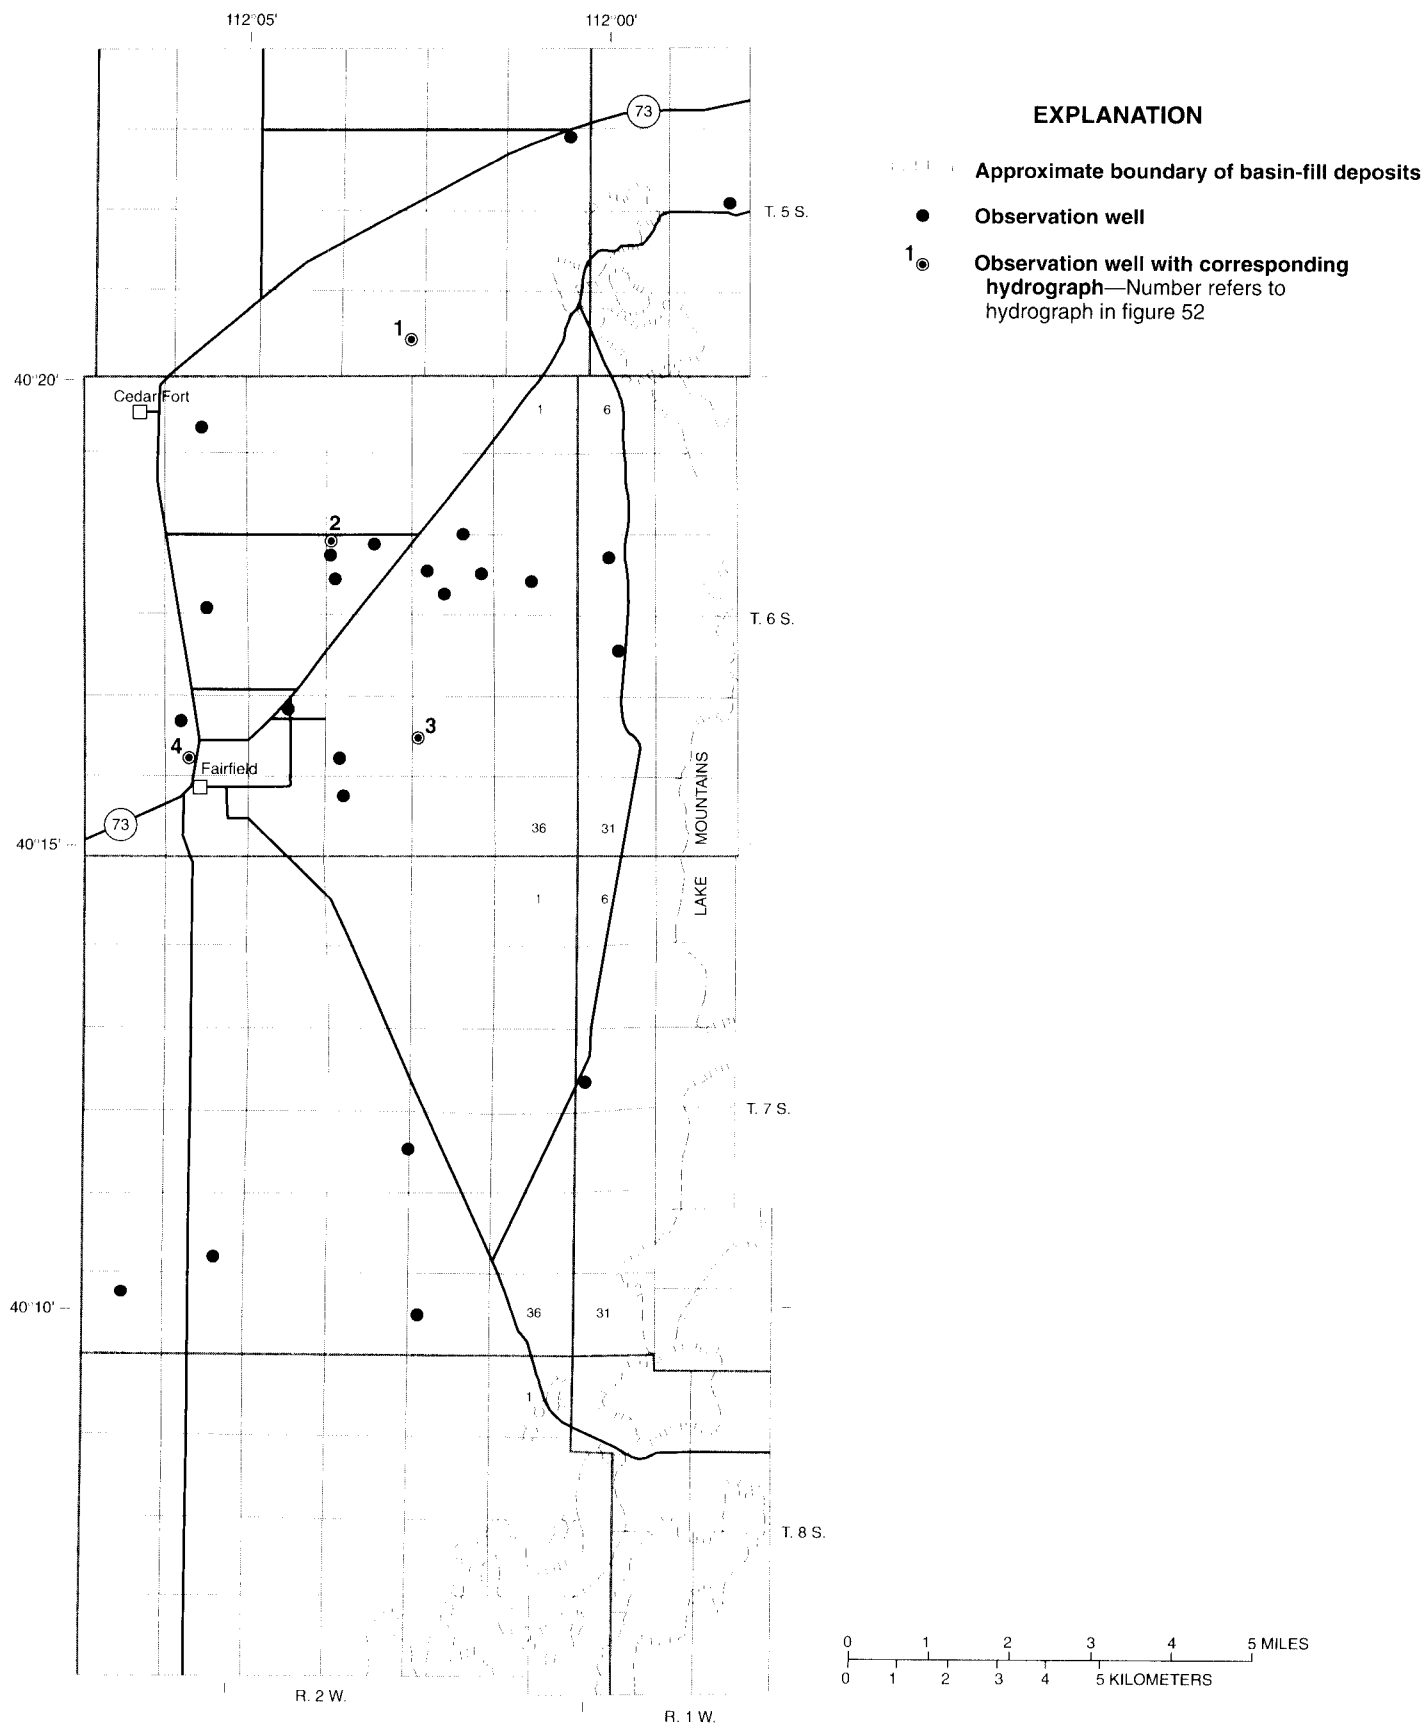 112°05'
112°00'
73
EXPLANATION
Approximate boundary of basin-fill deposits
T. 5 S.
Observation well
1
Observation well with corresponding
hydrograph—Number refers to
hydrograph in figure 52
1
40°20'
Cedar Fort
1
6
2
T. 6 S.
3
4
Fairfield
LAKE MOUNTAINS
73
36
31
40°15'
1
6
T. 7 S.
40°10'
36
31
1
T. 8 S.
0 1 2 3 4 5 MILES
0 1 2 3 4 5 KILOMETERS
R. 2 W.
R. 1 W.